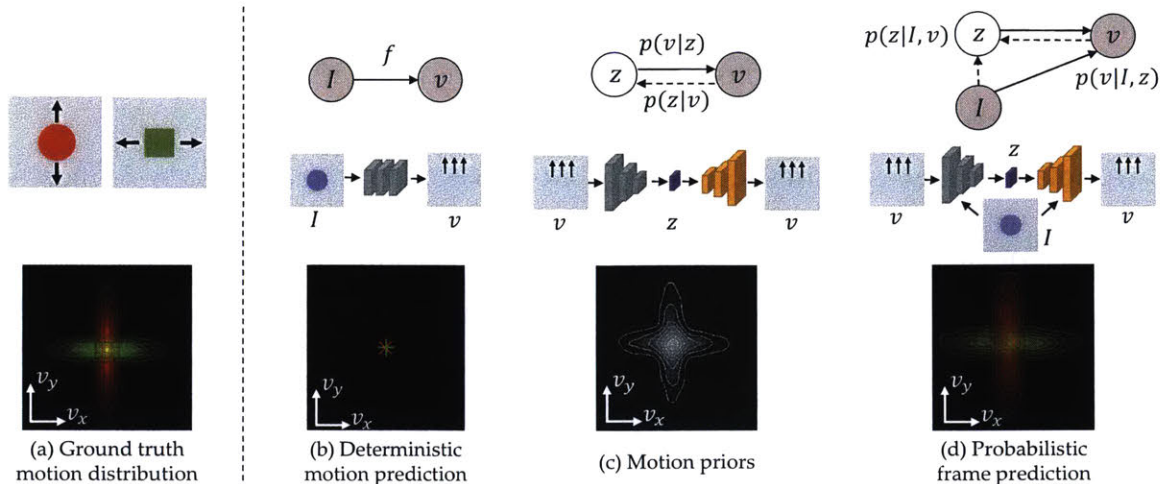 f
I
v
I
v
p(v|z)
z
v
p(z|v)
v
z
v
p(z|I, v)
z
v
p(v|I, z)
I
z
v
I
v
v_y
v_x
(a) Ground truth
motion distribution
v_y
v_x
(b) Deterministic
motion prediction
v_y
v_x
(c) Motion priors
v_y
v_x
(d) Probabilistic
frame prediction